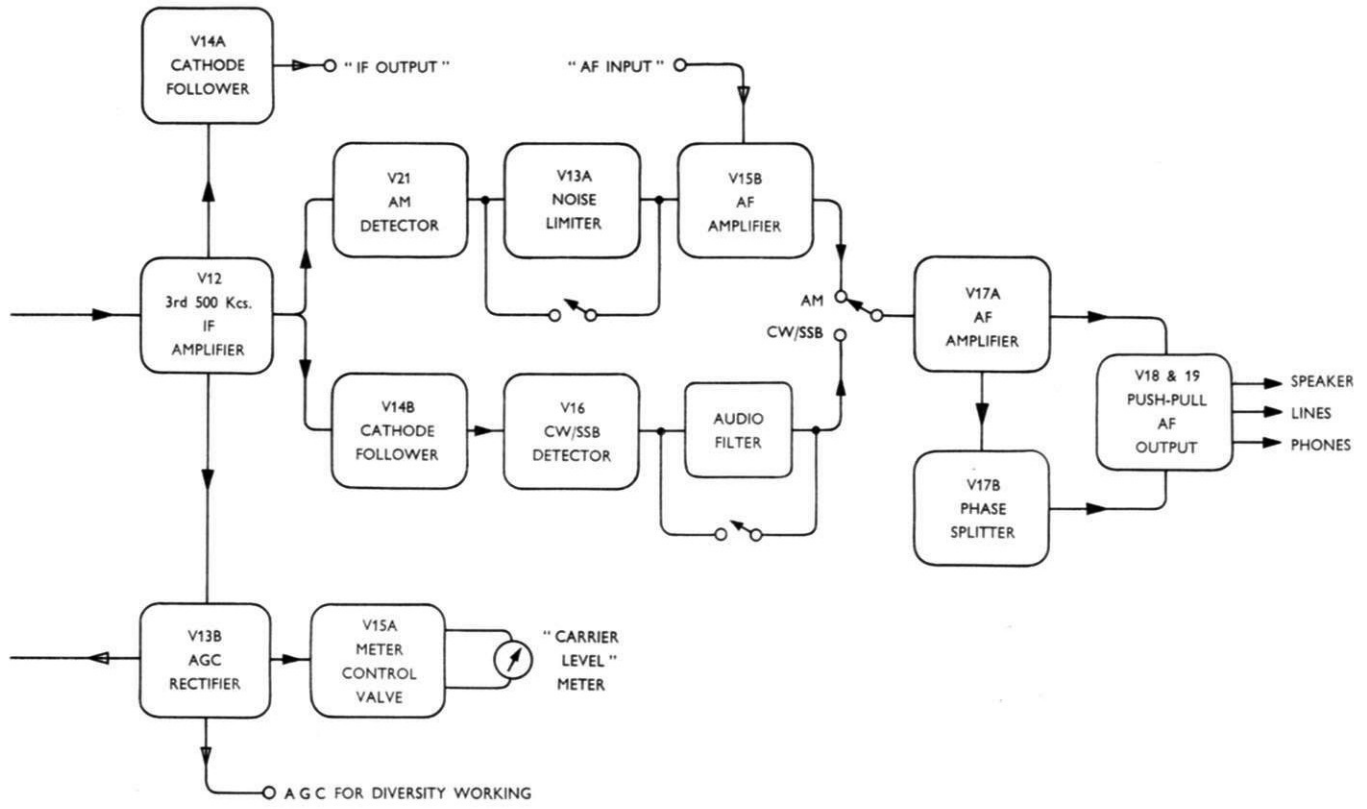 V14A
CATHODE
FOLLOWER
" IF OUTPUT "
" AF INPUT "
V21
AM
DETECTOR
V13A
NOISE
LIMITER
V15B
AF
AMPLIFIER
V12
3rd 500 Kcs.
IF
AMPLIFIER
AM
CW/SSB
V17A
AF
AMPLIFIER
V14B
CATHODE
FOLLOWER
V16
CW/SSB
DETECTOR
AUDIO
FILTER
V18 & 19
PUSH-PULL
AF
OUTPUT
SPEAKER
LINES
PHONES
V17B
PHASE
SPLITTER
V13B
AGC
RECTIFIER
V15A
METER
CONTROL
VALVE
" CARRIER
LEVEL "
METER
AGC FOR DIVERSITY WORKING